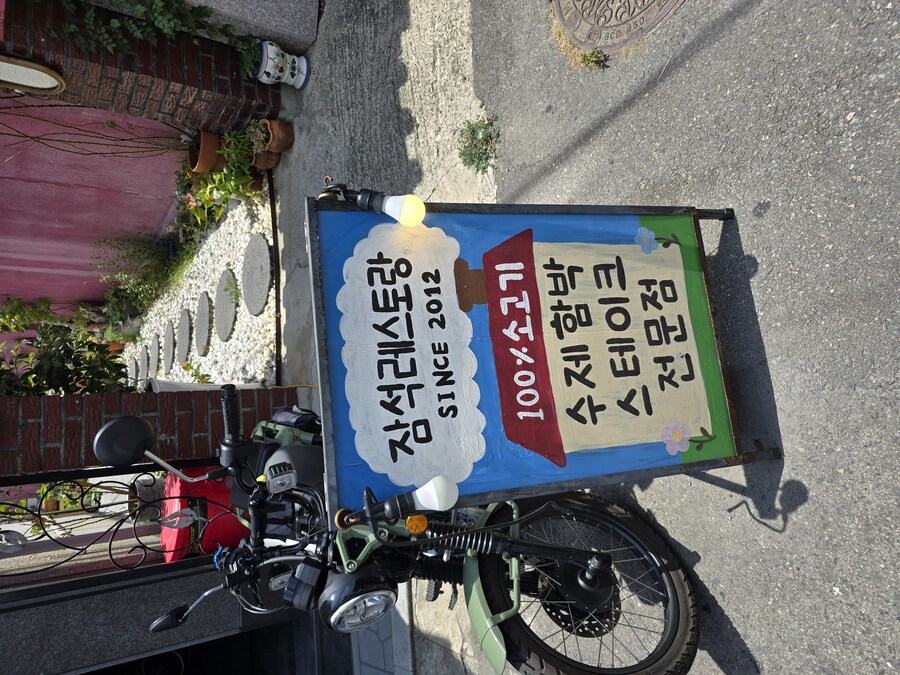 잠석레스토랑
SINCE 2012
100%소고기
수제함박
스테이크
전문점